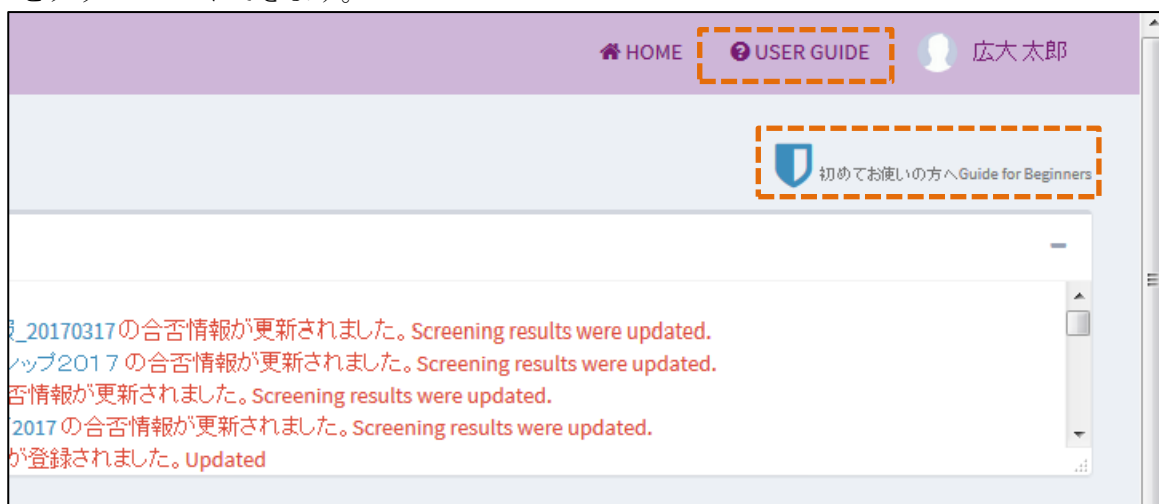 HOME USER GUIDE 広大 太郎
初めてお使いの方へGuide for Beginners
_20170317の合否情報が更新されました。Screening results were updated.
ップ2017の合否情報が更新されました。Screening results were updated.
否情報が更新されました。Screening results were updated.
2017の合否情報が更新されました。Screening results were updated.
が登録されました。Updated